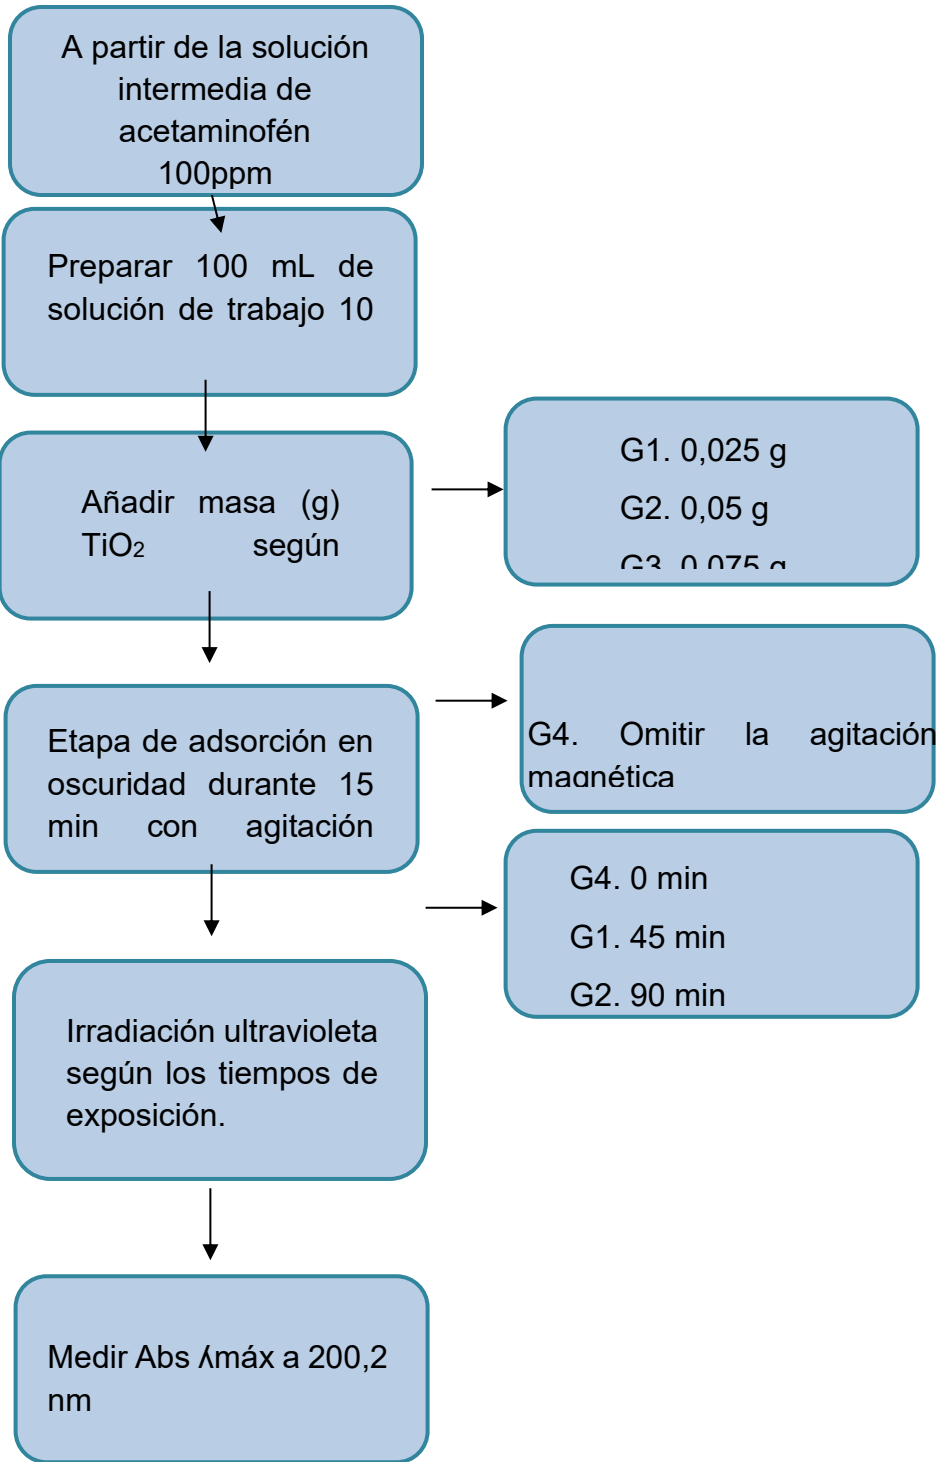 A partir de la solución
intermedia de
acetaminofén
100ppm
Preparar 100 mL de
solución de trabajo 10
Añadir masa (g)
TiO2 según
G1. 0,025 g
G2. 0,05 g
G3. 0,075 g
Etapa de adsorción en
oscuridad durante 15
min con agitación
G4. Omitir la agitación
magnética
G4. 0 min
G1. 45 min
G2. 90 min
Irradiación ultravioleta
según los tiempos de
exposición.
Medir Abs ʎmáx a 200,2
nm